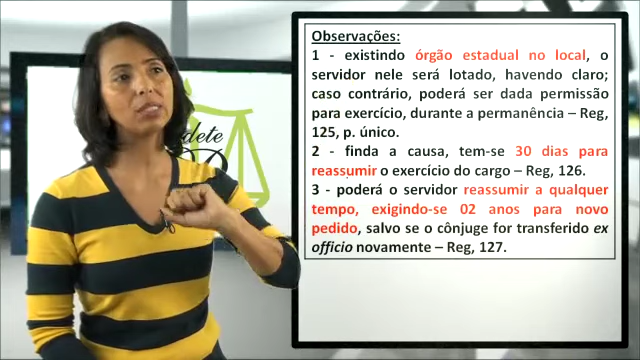 Observações:
1 - existindo órgão estadual no local, o
servidor nele será lotado, havendo claro;
caso contrário, poderá ser dada permissão
para exercício, durante a permanência – Reg,
125, p. único.
2 - finda a causa, tem-se 30 dias para
reassumir o exercício do cargo – Reg, 126.
3 - poderá o servidor reassumir a qualquer
tempo, exigindo-se 02 anos para novo
pedido, salvo se o cônjuge for transferido ex
officio novamente – Reg, 127.